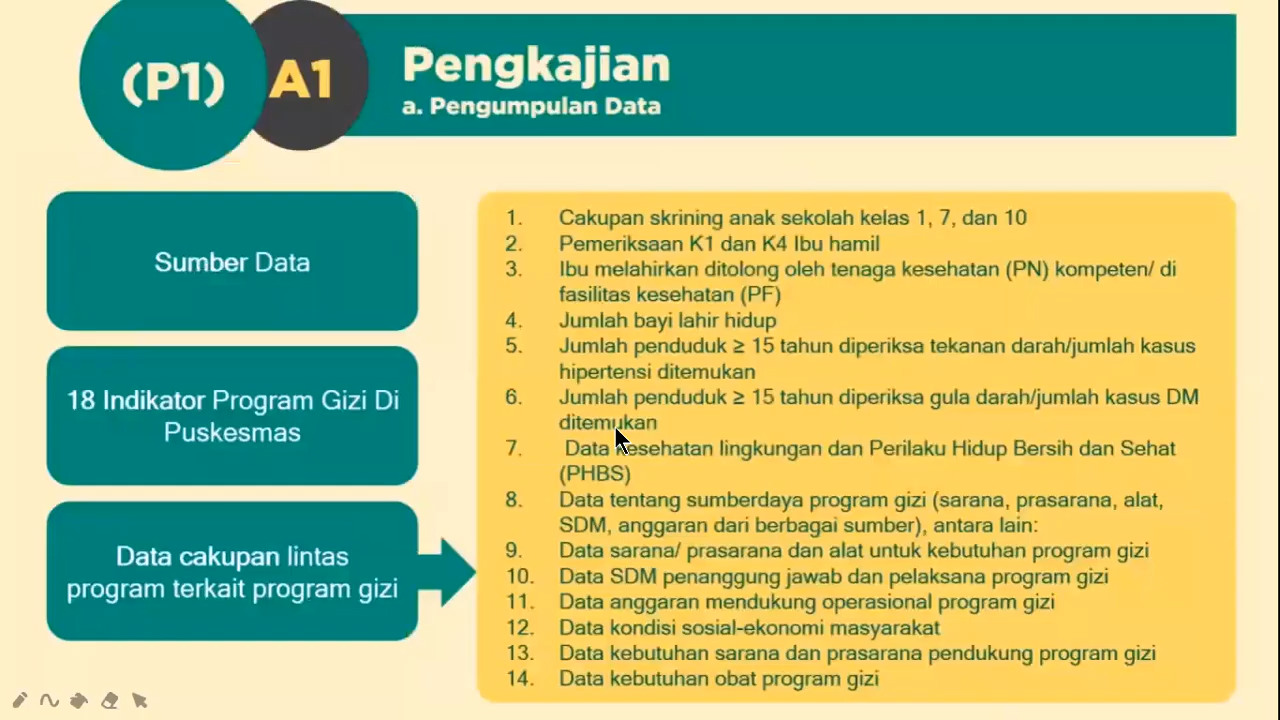 (P1)
A1
Pengkajian
a. Pengumpulan Data
Sumber Data
18 Indikator Program Gizi Di
Puskesmas
Data cakupan lintas
program terkait program gizi
1. Cakupan skrining anak sekolah kelas 1, 7, dan 10
2. Pemeriksaan K1 dan K4 Ibu hamil
3. Ibu melahirkan ditolong oleh tenaga kesehatan (PN) kompeten/ di
fasilitas kesehatan (PF)
4. Jumlah bayi lahir hidup
5. Jumlah penduduk ≥ 15 tahun diperiksa tekanan darah/jumlah kasus
hipertensi ditemukan
6. Jumlah penduduk ≥ 15 tahun diperiksa gula darah/jumlah kasus DM
ditemukan
7. Data kesehatan lingkungan dan Perilaku Hidup Bersih dan Sehat
(PHBS)
8. Data tentang sumberdaya program gizi (sarana, prasarana, alat,
SDM, anggaran dari berbagai sumber), antara lain:
9. Data sarana/ prasarana dan alat untuk kebutuhan program gizi
10. Data SDM penanggung jawab dan pelaksana program gizi
11. Data anggaran mendukung operasional program gizi
12. Data kondisi sosial-ekonomi masyarakat
13. Data kebutuhan sarana dan prasarana pendukung program gizi
14. Data kebutuhan obat program gizi